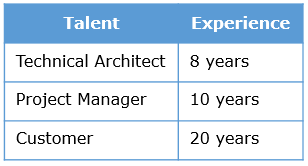 Talent Experience
Technical Architect 8 years
Project Manager 10 years
Customer 20 years